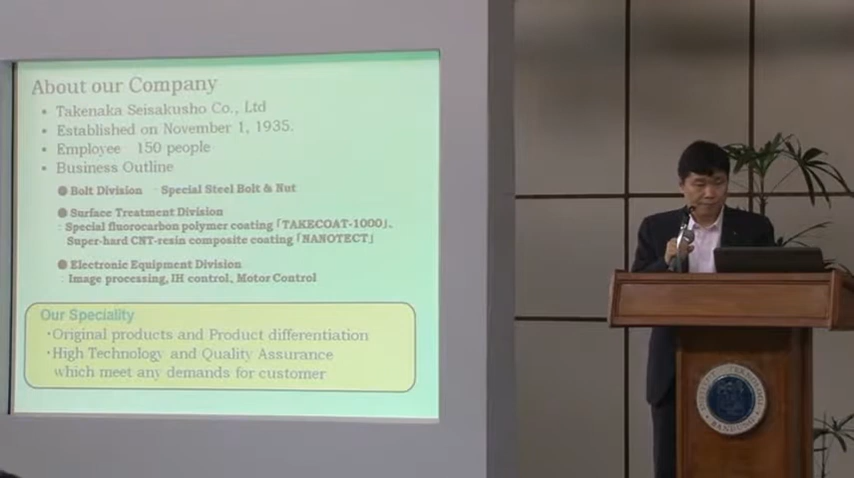 About our Company
• Takenaka Seisakusho Co., Ltd
• Established on November 1, 1935.
• Employee 150 people
• Business Outline
● Bolt Division : Special Steel Bolt & Nut
● Surface Treatment Division
: Special fluorocarbon polymer coating「TAKECOAT-1000」、
Super-hard CNT-resin composite coating「NANOTECT」
● Electronic Equipment Division
: Image processing, IH control, Motor Control
Our Speciality
・Original products and Product differentiation
・High Technology and Quality Assurance
which meet any demands for customer
INSTITUT TEKNOLOGI
BANDUNG